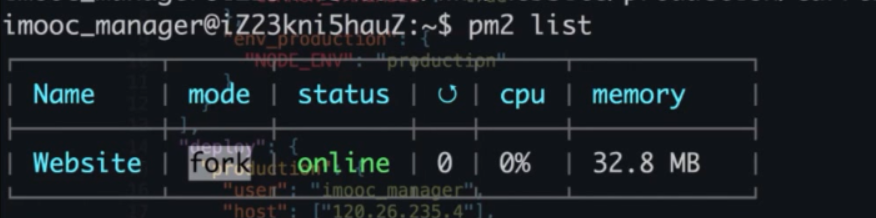 imooc_manager@iZ23kni5hauZ:~$ pm2 list
"env_production": {
"NODE_ENV": "production"
}
Name mode status ↺ cpu memory
],
"deploy": {
Website fork online 0 0% 32.8 MB
"production": {
"user": "imooc_manager",
"host": ["120.26.235.4"],